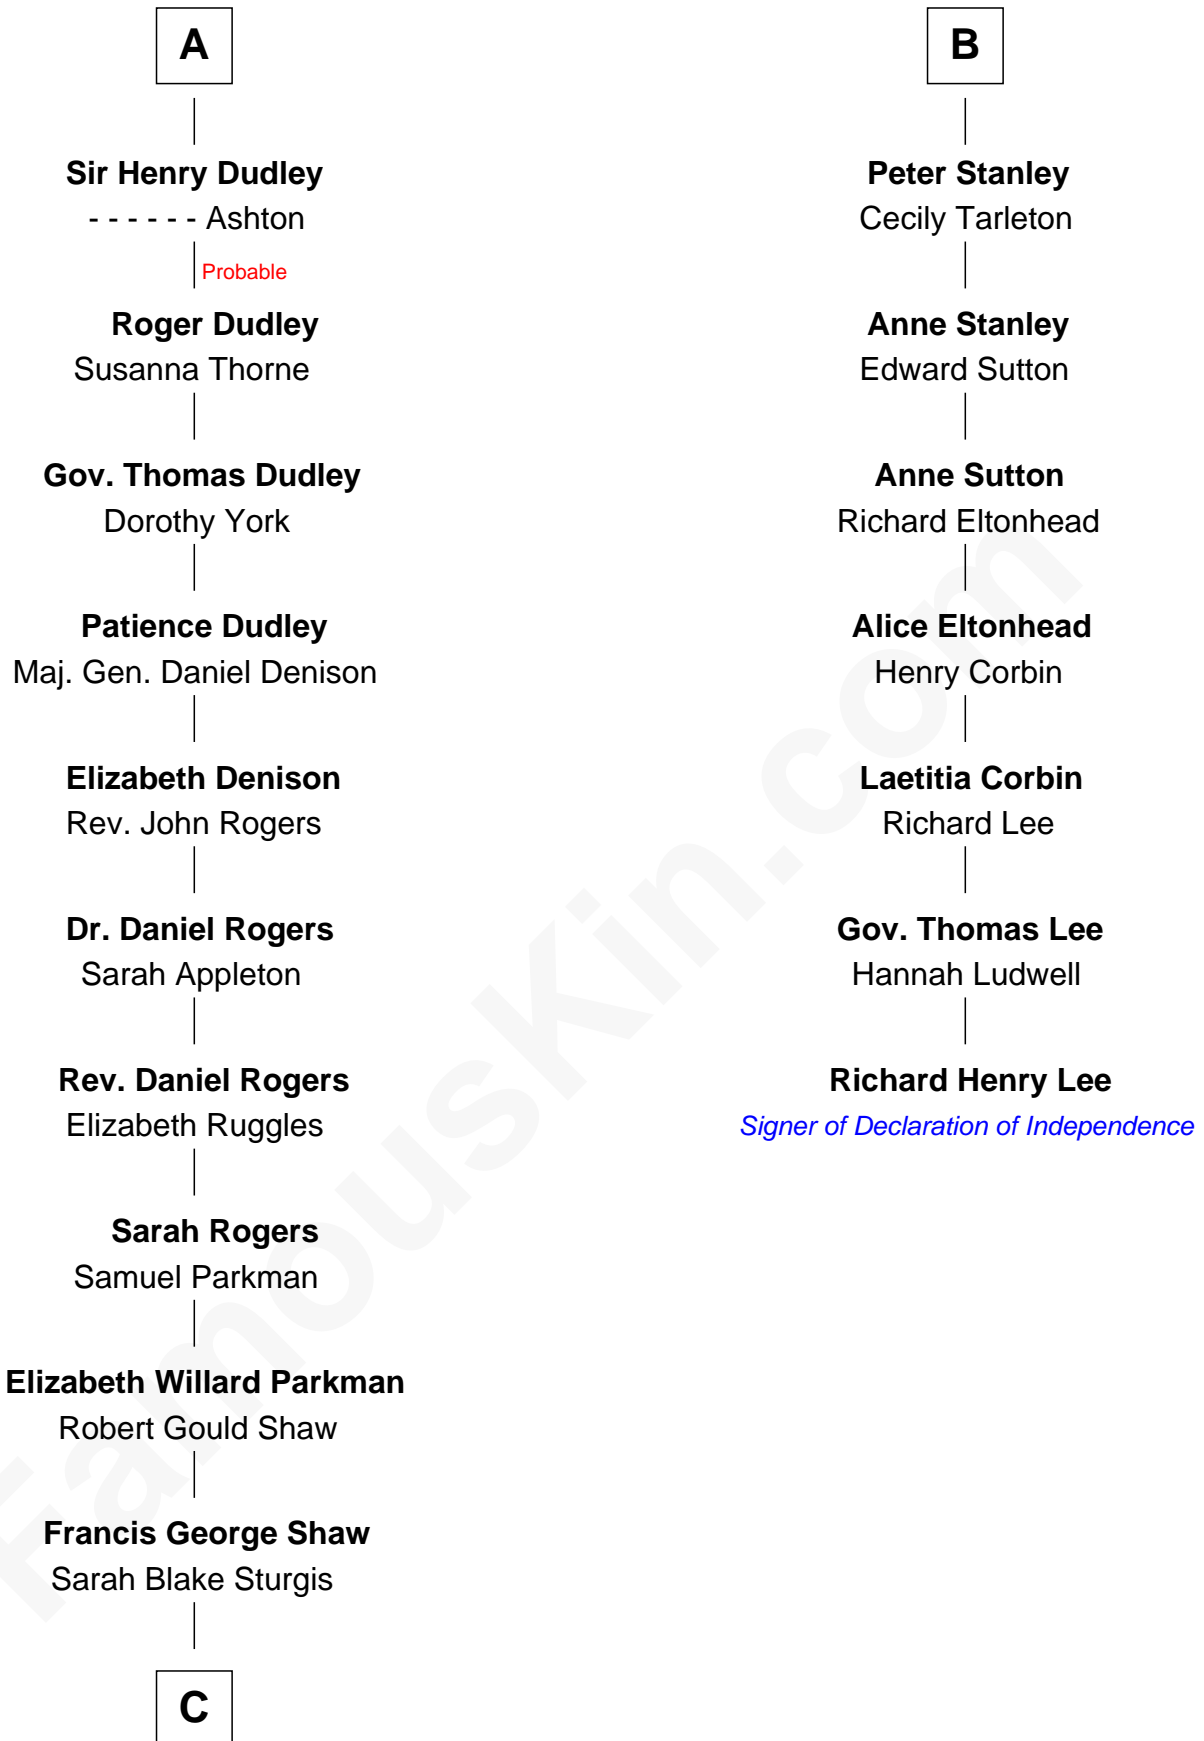 A
Sir Henry Dudley
- - - - - - Ashton
Probable
Roger Dudley
Susanna Thorne
Gov. Thomas Dudley
Dorothy York
Patience Dudley
Maj. Gen. Daniel Denison
Elizabeth Denison
Rev. John Rogers
Dr. Daniel Rogers
Sarah Appleton
Rev. Daniel Rogers
Elizabeth Ruggles
Sarah Rogers
Samuel Parkman
Elizabeth Willard Parkman
Robert Gould Shaw
Francis George Shaw
Sarah Blake Sturgis
C
B
Peter Stanley
Cecily Tarleton
Anne Stanley
Edward Sutton
Anne Sutton
Richard Eltonhead
Alice Eltonhead
Henry Corbin
Laetitia Corbin
Richard Lee
Gov. Thomas Lee
Hannah Ludwell
Richard Henry Lee
Signer of Declaration of Independence
FamousKin.com